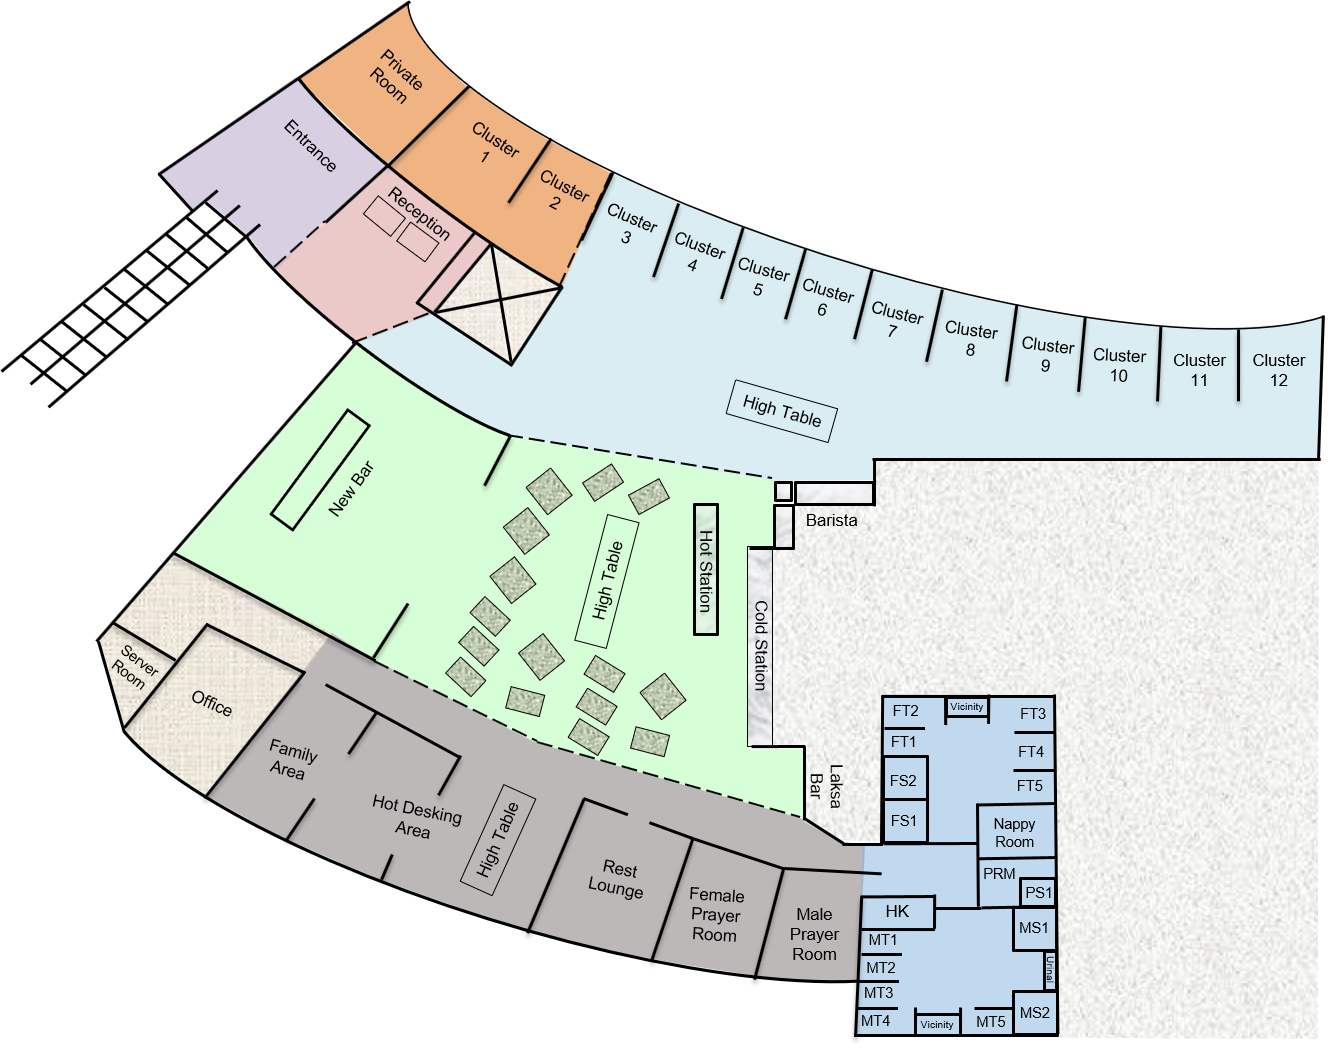 Private
Room
Entrance
Cluster
1
Cluster
2
Reception
Cluster
3
Cluster
4
Cluster
5
Cluster
6
Cluster
7
Cluster
8
Cluster
9
Cluster
10
Cluster
11
Cluster
12
High Table
New Bar
High Table
Hot Station
Barista
Cold Station
Laksa
Bar
Server
Room
Office
Family
Area
Hot Desking
Area
High Table
Rest
Lounge
Female
Prayer
Room
Male
Prayer
Room
FT2
Vicinity
FT3
FT1
FT4
FS2
FT5
FS1
Nappy
Room
PRM
PS1
HK
MS1
MT1
MT2
Urinal
MT3
MT4
Vicinity
MT5
MS2